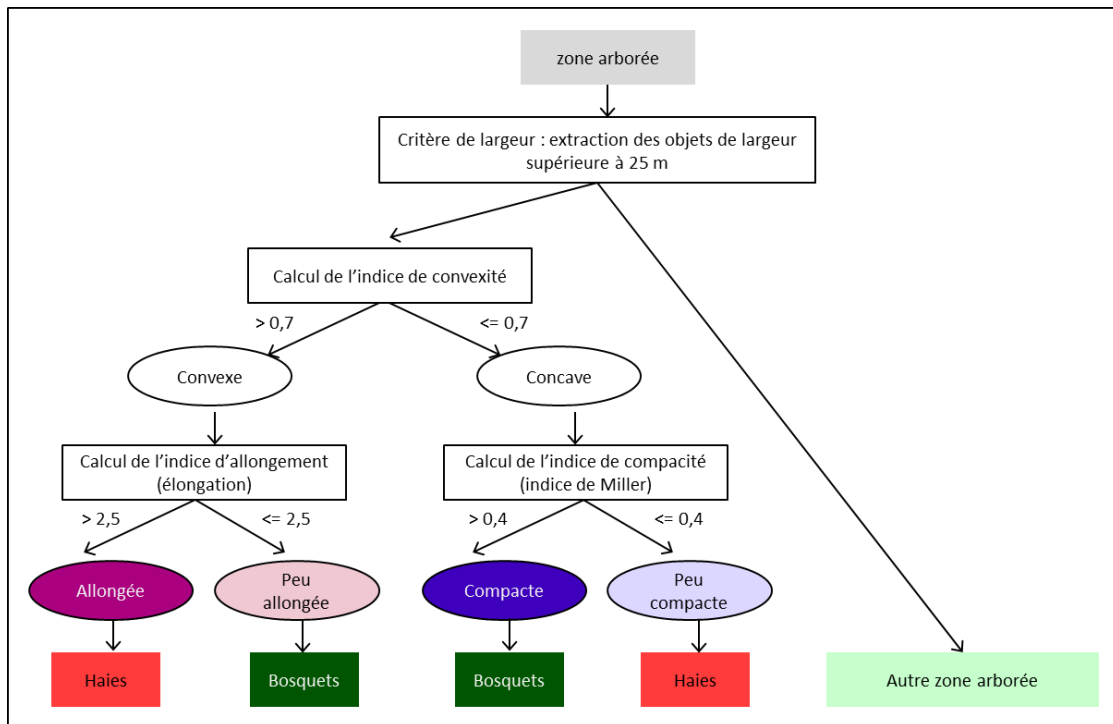 zone arborée
Critère de largeur : extraction des objets de largeur
supérieure à 25 m
Calcul de l’indice de convexité
> 0,7
<= 0,7
Convexe
Concave
Calcul de l’indice d’allongement
(élongation)
Calcul de l’indice de compacité
(indice de Miller)
> 2,5
<= 2,5
> 0,4
<= 0,4
Allongée
Peu
allongée
Compacte
Peu
compacte
Haies
Bosquets
Bosquets
Haies
Autre zone arborée